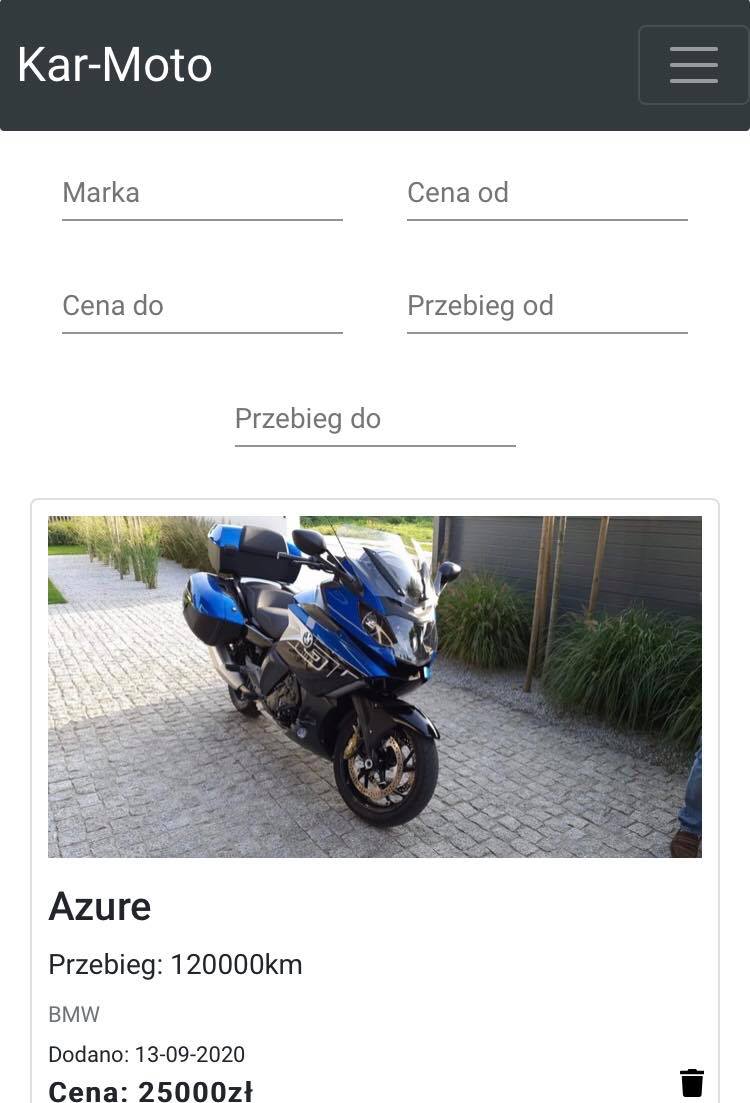 Kar-Moto
Marka
Cena od
Cena do
Przebieg od
Przebieg do
Azure
Przebieg: 120000km
BMW
Dodano: 13-09-2020
Cena: 25000zł